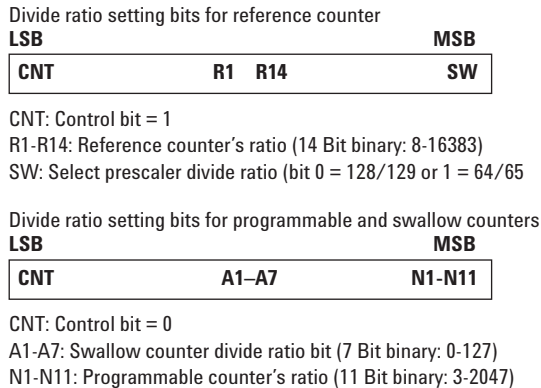 Divide ratio setting bits for reference counter
LSB MSB
CNT R1 R14 SW
CNT: Control bit = 1
R1-R14: Reference counter's ratio (14 Bit binary: 8-16383)
SW: Select prescaler divide ratio (bit 0 = 128/129 or 1 = 64/65
Divide ratio setting bits for programmable and swallow counters
LSB MSB
CNT A1–A7 N1-N11
CNT: Control bit = 0
A1-A7: Swallow counter divide ratio bit (7 Bit binary: 0-127)
N1-N11: Programmable counter's ratio (11 Bit binary: 3-2047)